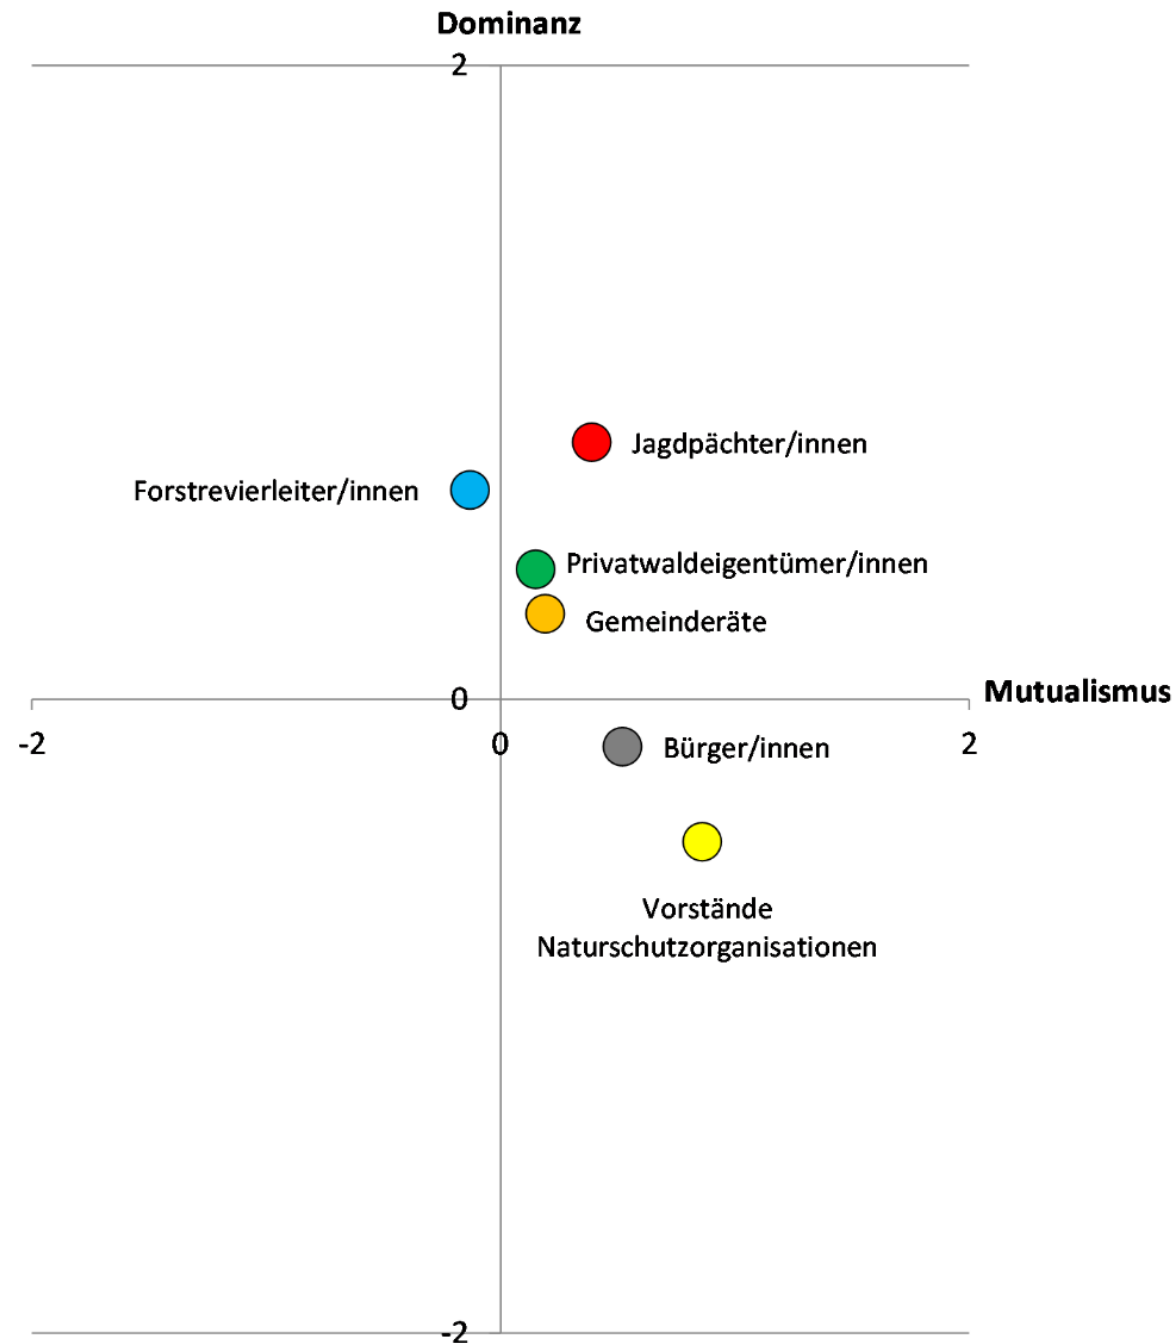 Dominanz
2
Jagdpächter/innen
Forstrevierleiter/innen
Privatwaldeigentümer/innen
Gemeinderäte
0
Mutualismus
-2
0
2
Bürger/innen
Vorstände
Naturschutzorganisationen
-2